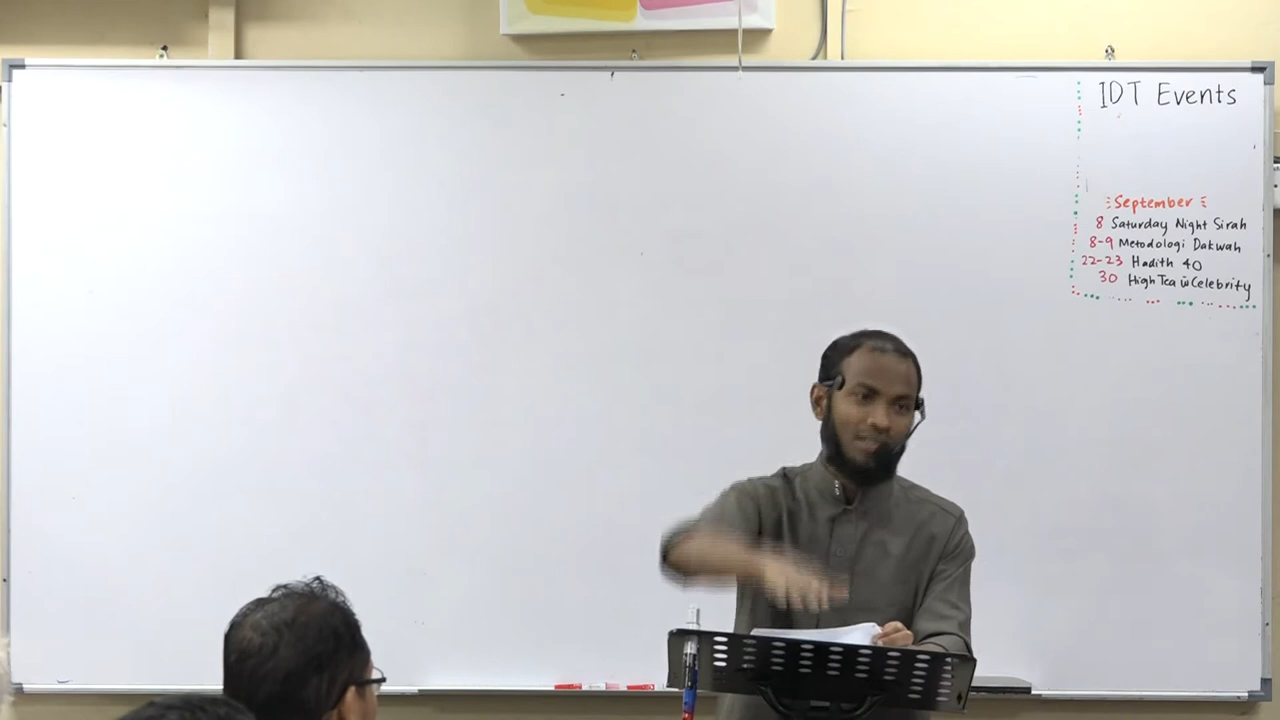 IDT Events
September
8 Saturday Night Sirah
8-9 Metodologi Dakwah
22-23 Hadith 40
30 High Tea w Celebrity